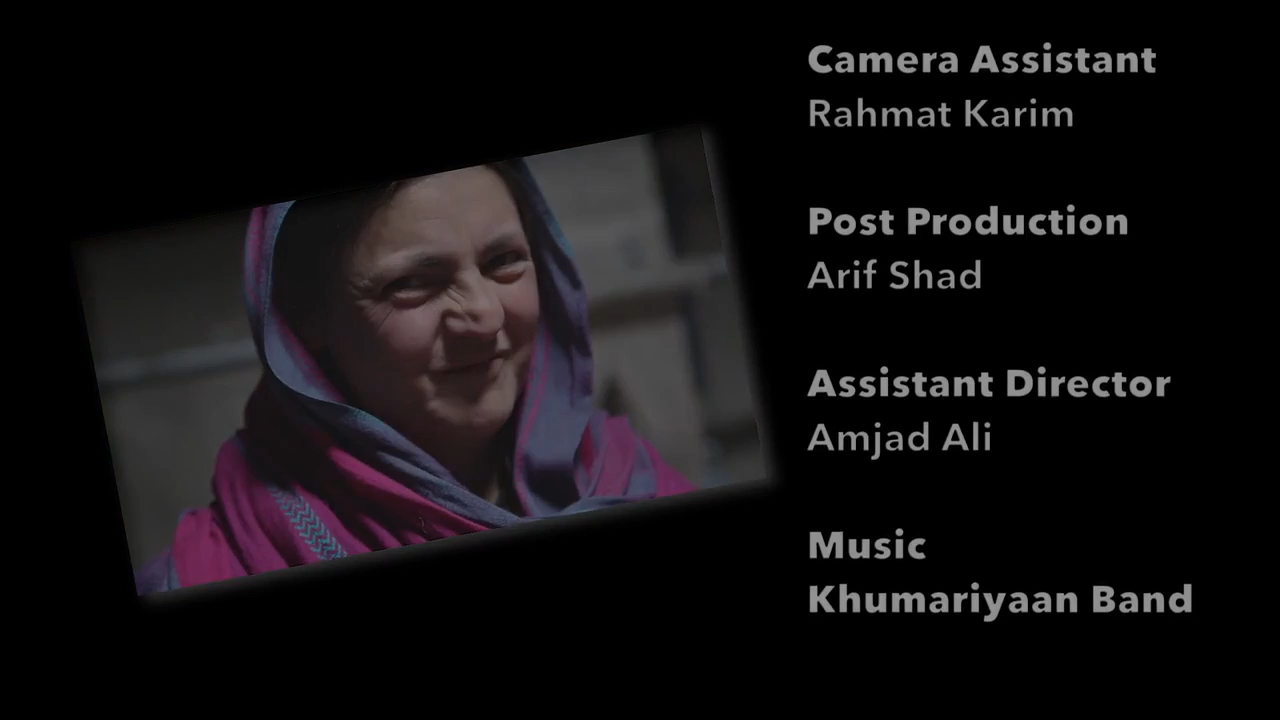 Camera Assistant
Rahmat Karim
Post Production
Arif Shad
Assistant Director
Amjad Ali
Music
Khumariyaan Band